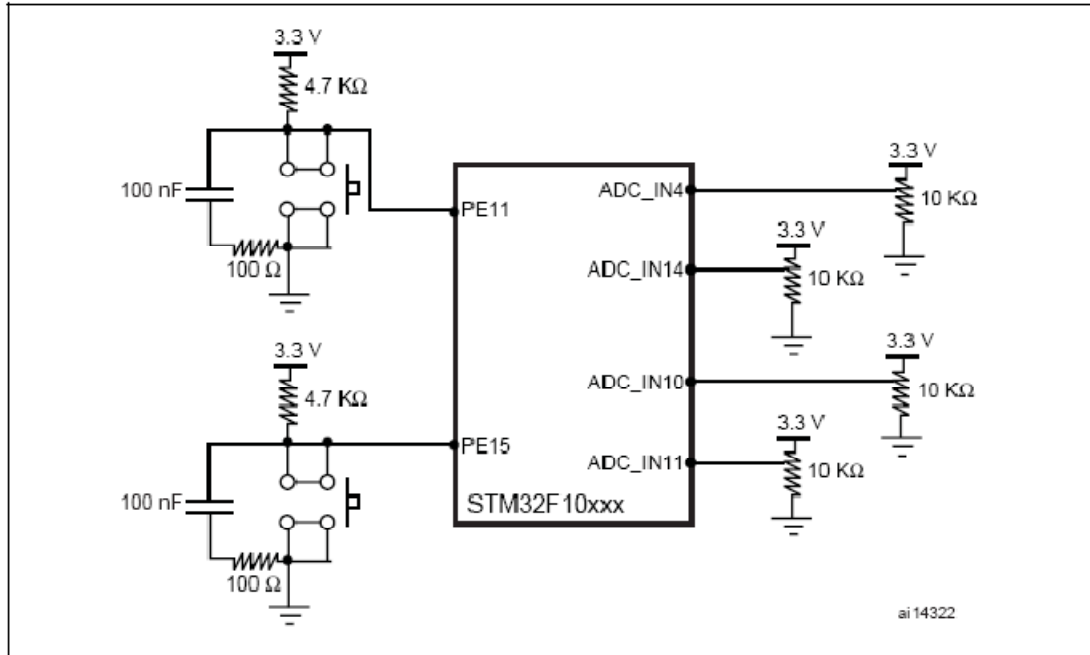 3.3 V
4.7 KΩ
100 nF
100 Ω
PE11
3.3 V
4.7 KΩ
100 nF
100 Ω
PE15
STM32F10xxx
ADC_IN4
3.3 V
10 KΩ
ADC_IN14
3.3 V
10 KΩ
ADC_IN10
3.3 V
10 KΩ
ADC_IN11
3.3 V
10 KΩ
ai14322